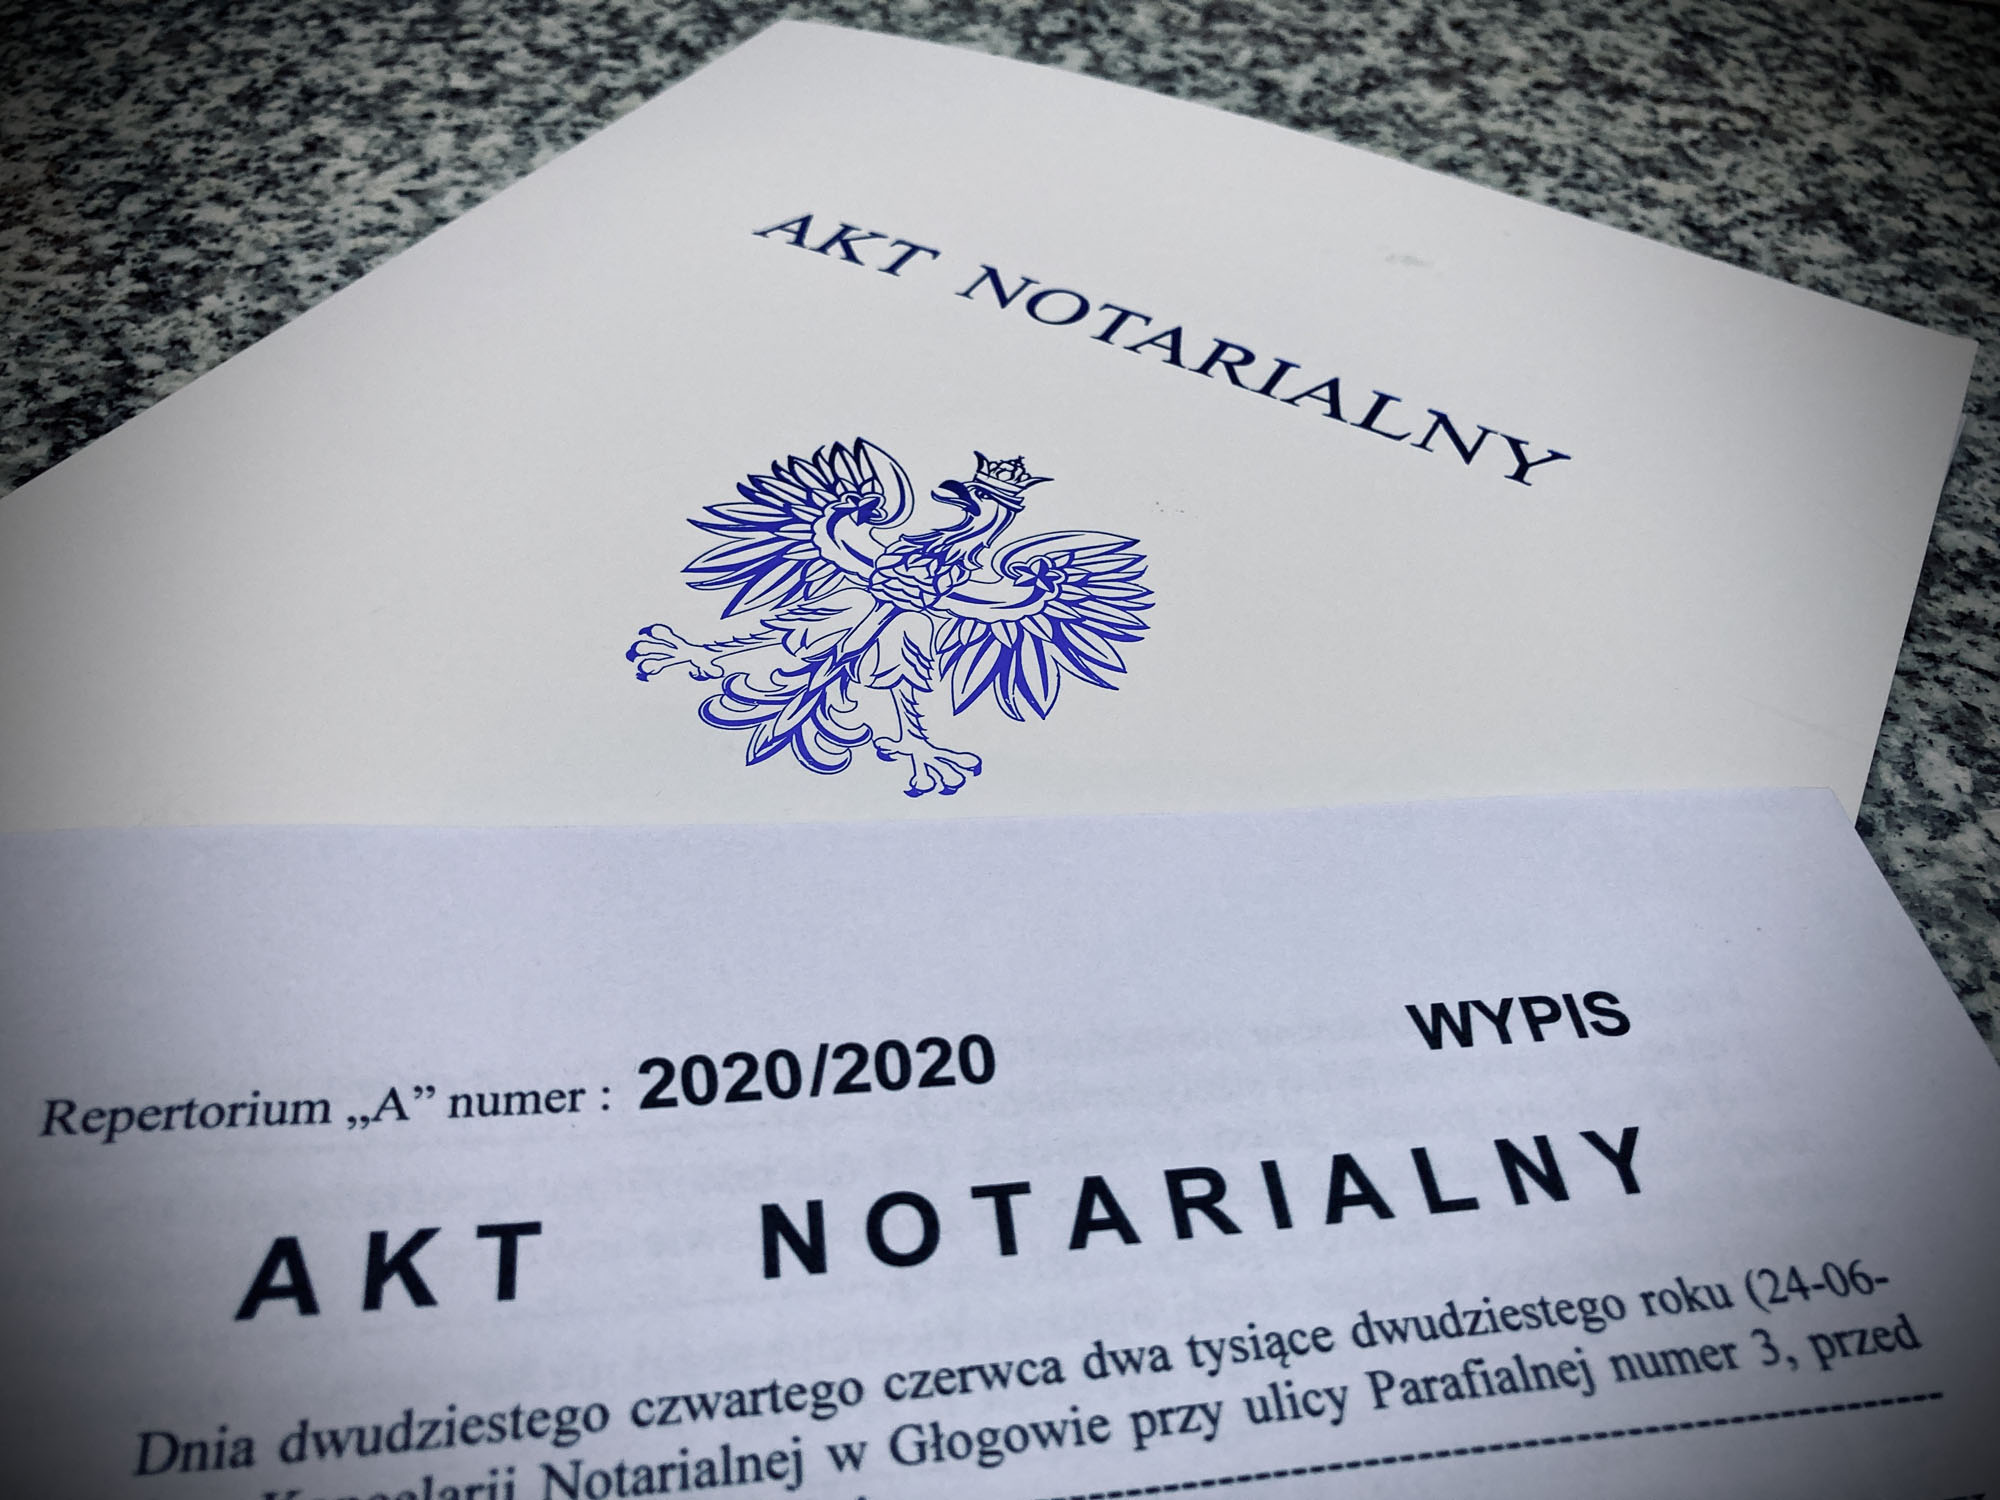 AKT NOTARIALNY
WYPIS
Repertorium „A” numer : 2020/2020
AKT NOTARIALNY
Dnia dwudziestego czwartego czerwca dwa tysiące dwudziestego roku (24-06-
Kancelarii Notarialnej w Głogowie przy ulicy Parafialnej numer 3, przed